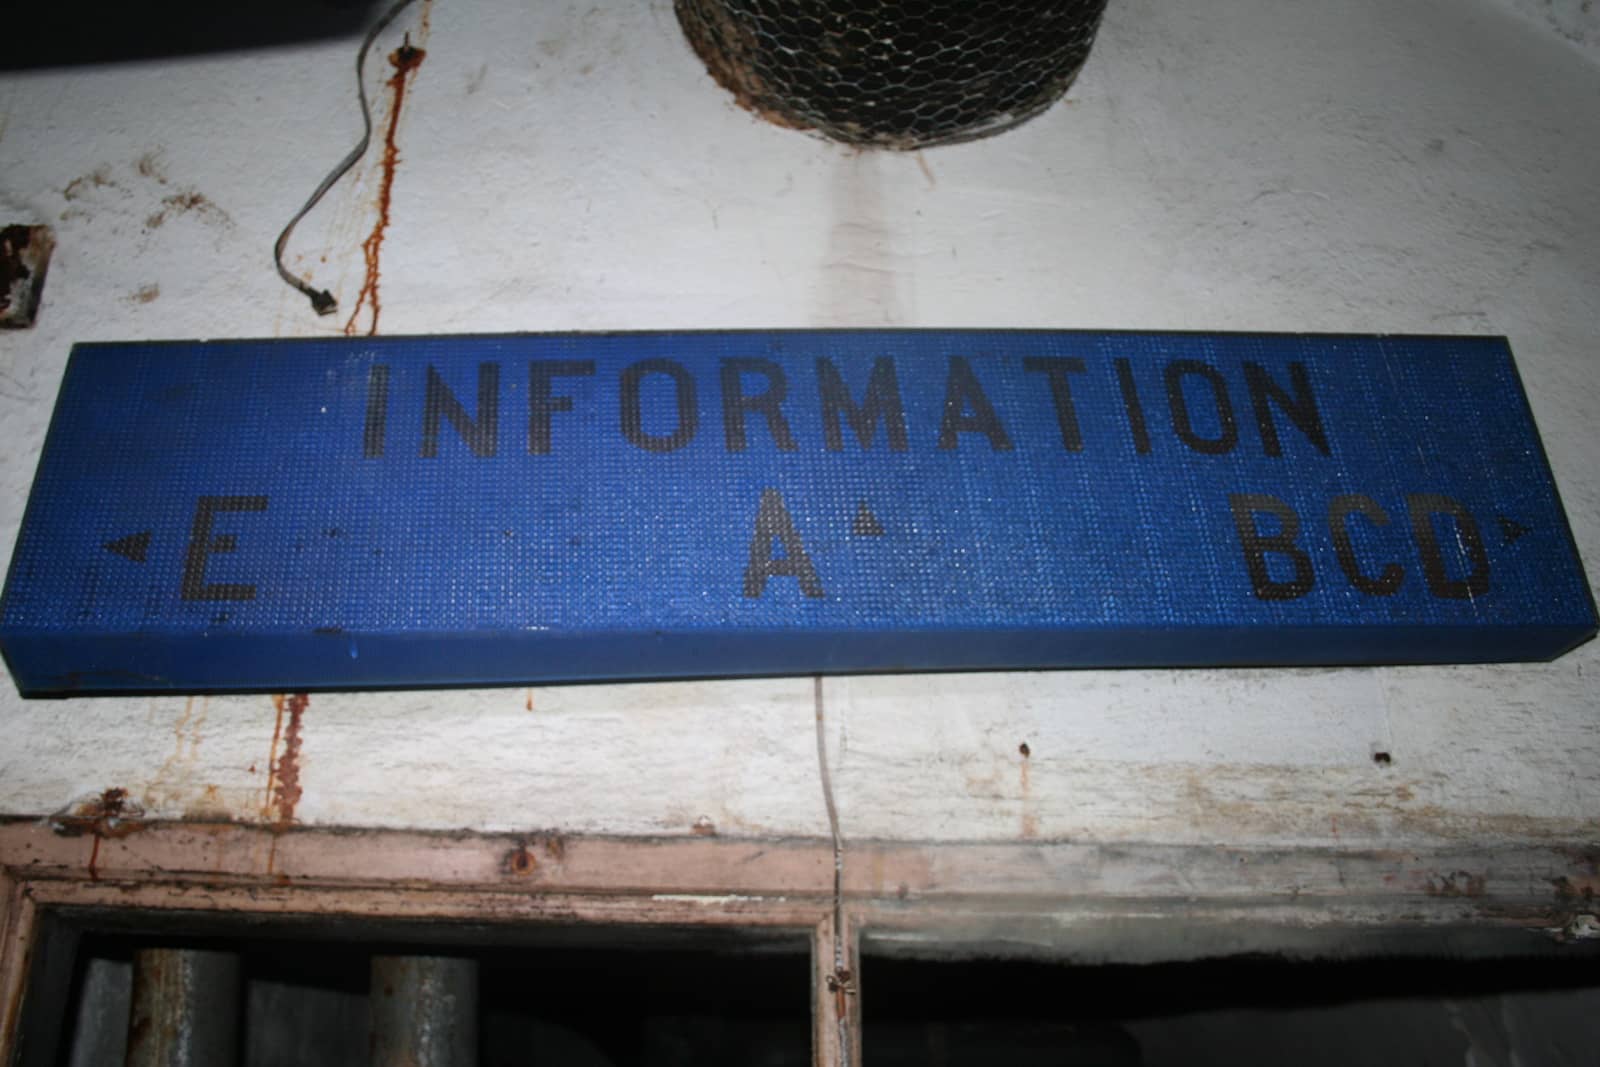 INFORMATION
◀ E A ▲ BCD ▶